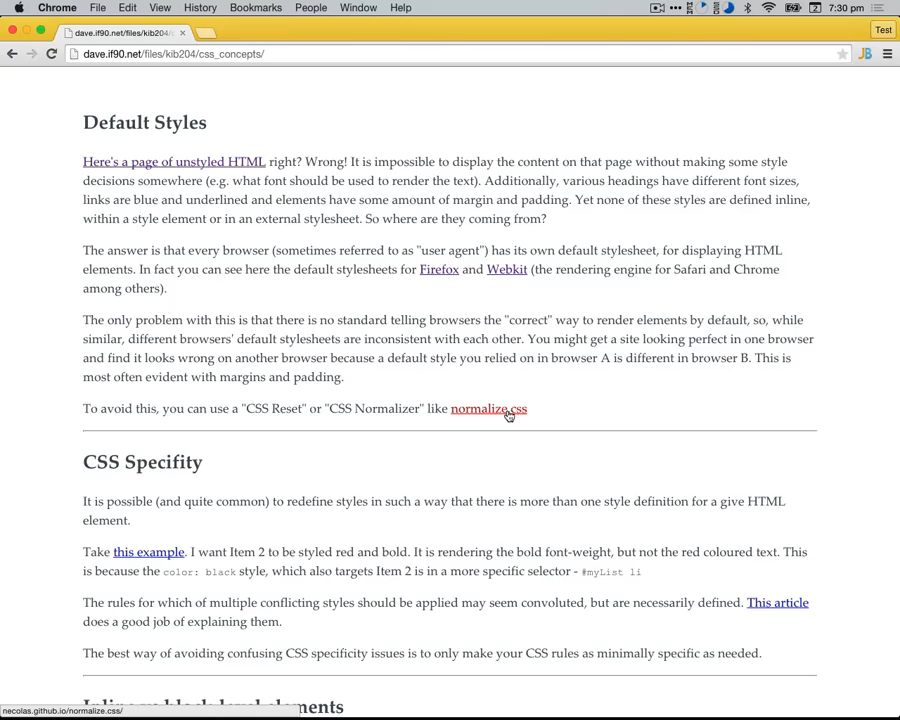 Chrome File Edit View History Bookmarks People Window Help 7:30 pm
dave.if90.net/files/kib204/c Test
dave.if90.net/files/kib204/css_concepts/
Default Styles
Here's a page of unstyled HTML right? Wrong! It is impossible to display the content on that page without making some style
decisions somewhere (e.g. what font should be used to render the text). Additionally, various headings have different font sizes,
links are blue and underlined and elements have some amount of margin and padding. Yet none of these styles are defined inline,
within a style element or in an external stylesheet. So where are they coming from?
The answer is that every browser (sometimes referred to as "user agent") has its own default stylesheet, for displaying HTML
elements. In fact you can see here the default stylesheets for Firefox and Webkit (the rendering engine for Safari and Chrome
among others).
The only problem with this is that there is no standard telling browsers the "correct" way to render elements by default, so, while
similar, different browsers' default stylesheets are inconsistent with each other. You might get a site looking perfect in one browser
and find it looks wrong on another browser because a default style you relied on in browser A is different in browser B. This is
most often evident with margins and padding.
To avoid this, you can use a "CSS Reset" or "CSS Normalizer" like normalize.css
CSS Specifity
It is possible (and quite common) to redefine styles in such a way that there is more than one style definition for a give HTML
element.
Take this example. I want Item 2 to be styled red and bold. It is rendering the bold font-weight, but not the red coloured text. This
is because the color: black style, which also targets Item 2 is in a more specific selector - #myList li
The rules for which of multiple conflicting styles should be applied may seem convoluted, but are necessarily defined. This article
does a good job of explaining them.
The best way of avoiding confusing CSS specificity issues is to only make your CSS rules as minimally specific as needed.
Inline vs block level elements
necolas.github.io/normalize.css/